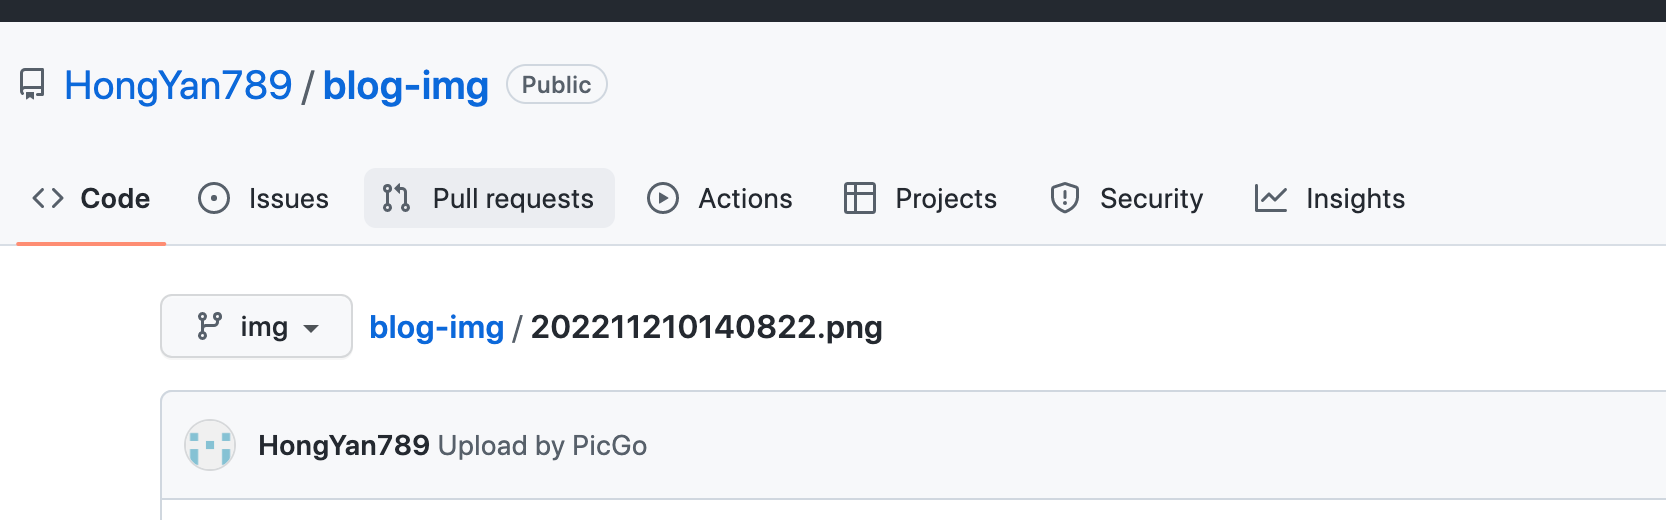 HongYan789 / blog-img Public
Code Issues Pull requests Actions Projects Security Insights
img blog-img / 202211210140822.png
HongYan789 Upload by PicGo